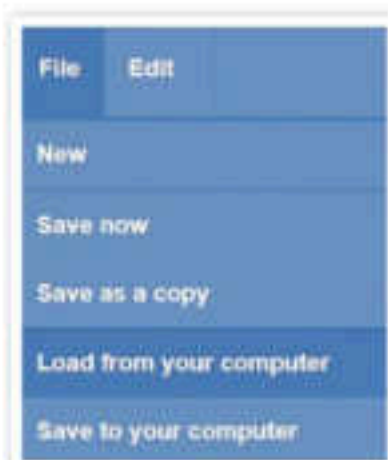 File Edit
New
Save now
Save as a copy
Load from your computer
Save to your computer